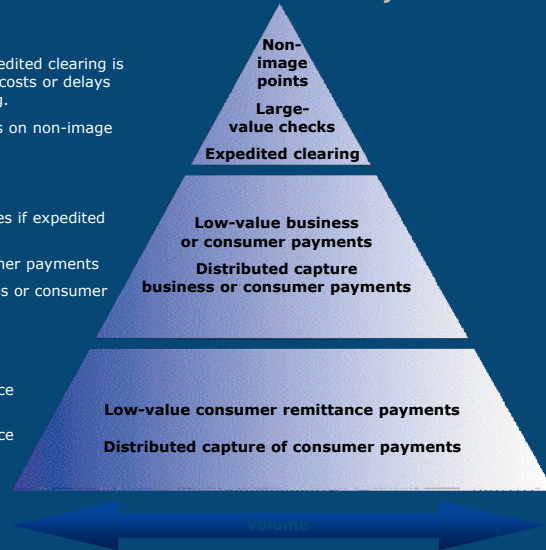 Non-
image
points
Large-
value checks
Expedited clearing
edited clearing is
costs or delays
g.
s on non-image
Low-value business
or consumer payments
Distributed capture
business or consumer payments
es if expedited
mer payments
s or consumer
Low-value consumer remittance payments
Distributed capture of consumer payments
ce
ce
Volume